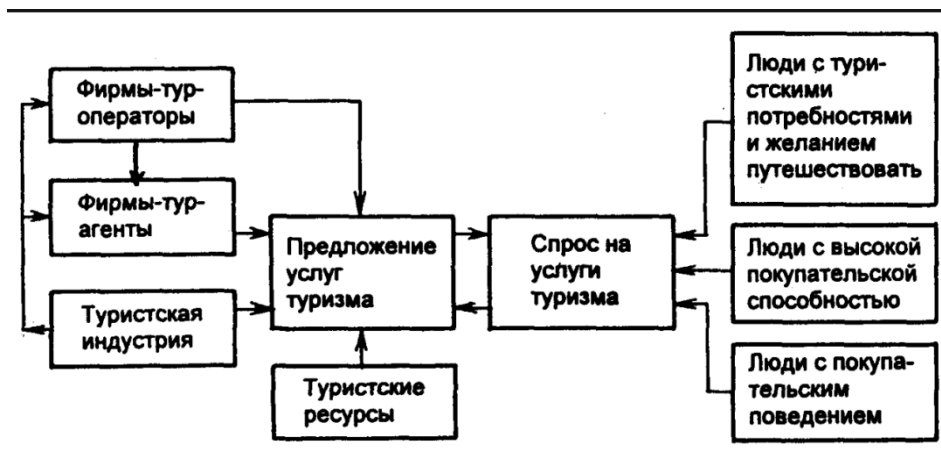 Фирмы-тур-
операторы
Фирмы-тур-
агенты
Туристская
индустрия
Предложение
услуг
туризма
Туристские
ресурсы
Спрос на
услуги
туризма
Люди с тури-
стскими
потребностями
и желанием
путешествовать
Люди с высокой
покупательской
способностью
Люди с покупа-
тельским
поведением